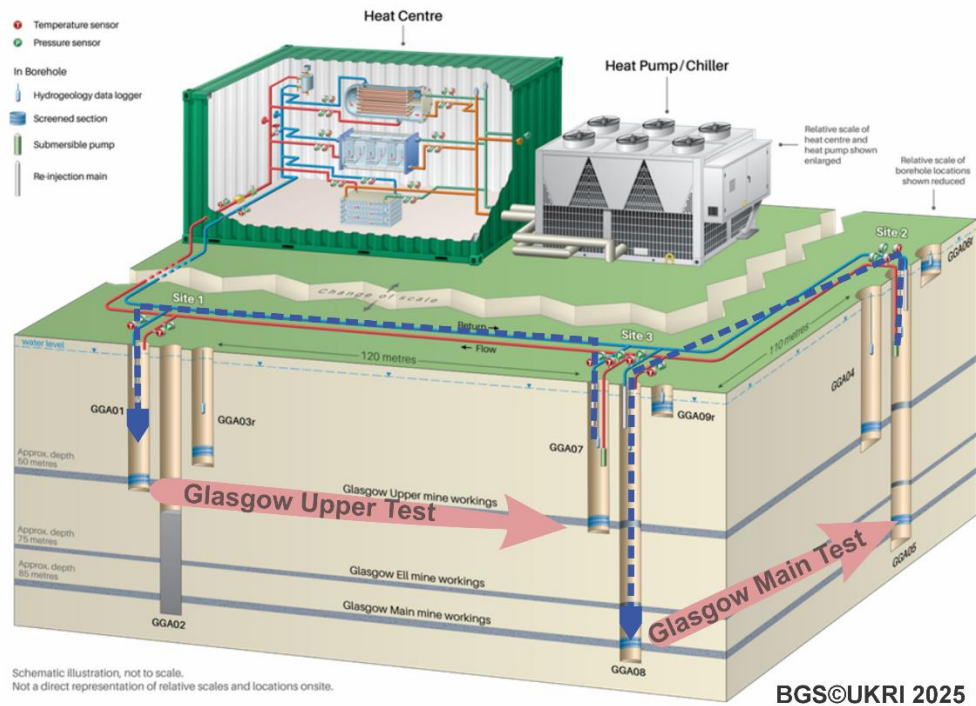 Heat Centre
Temperature sensor
Pressure sensor
In Borehole
Hydrogeology data logger
Screened section
Submersible pump
Re-injection main
Heat Pump/Chiller
Relative scale of
heat centre and
heat pump shown
enlarged
Relative scale of
borehole locations
shown reduced
Site 2
GGA06r
Change of scale
Site 1
Return
Flow
Site 3
water level
120 metres
110 metres
GGA01
GGA03r
GGA07
GGA09r
GGA04
Approx. depth
50 metres
Glasgow Upper mine workings
Glasgow Upper Test
Approx. depth
75 metres
Glasgow Ell mine workings
Approx. depth
85 metres
Glasgow Main mine workings
Glasgow Main Test
GGA05
GGA02
GGA08
Schematic illustration, not to scale.
Not a direct representation of relative scales and locations onsite.
BGS©UKRI 2025